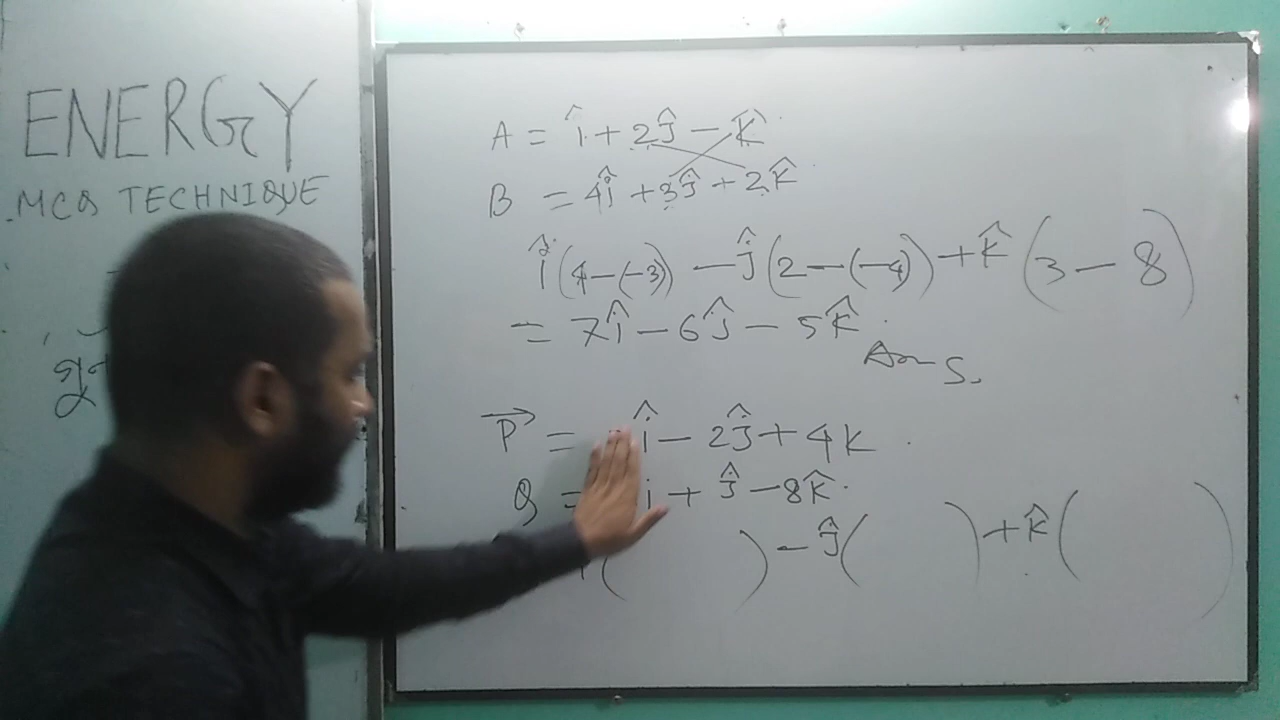 ENERGY
MCQ TECHNIQUE
A = î + 2ĵ − k̂
B = 4î + 3ĵ + 2k̂
î(4−(−3)) − ĵ(2−(−4)) + k̂(3 − 8)
= 7î − 6ĵ − 5k̂
Ans.
P⃗ = î − 2ĵ + 4k
Q = i + ĵ − 8k̂
( ) − ĵ( ) + k̂( )